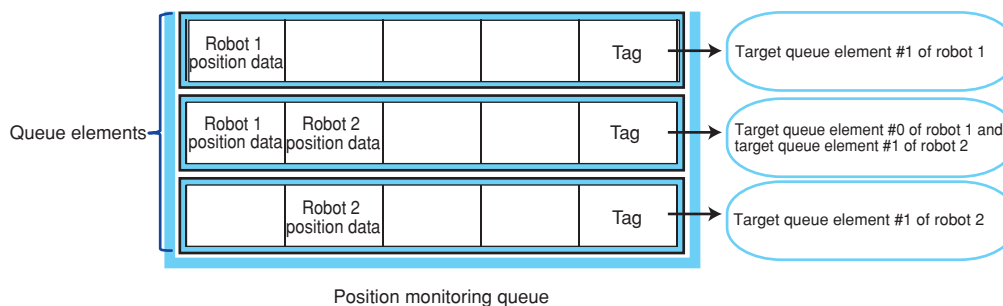 Robot 1
position data
Tag
Target queue element #1 of robot 1
Queue elements
Robot 1
position data
Robot 2
position data
Tag
Target queue element #0 of robot 1 and
target queue element #1 of robot 2
Robot 2
position data
Tag
Target queue element #1 of robot 2
Position monitoring queue